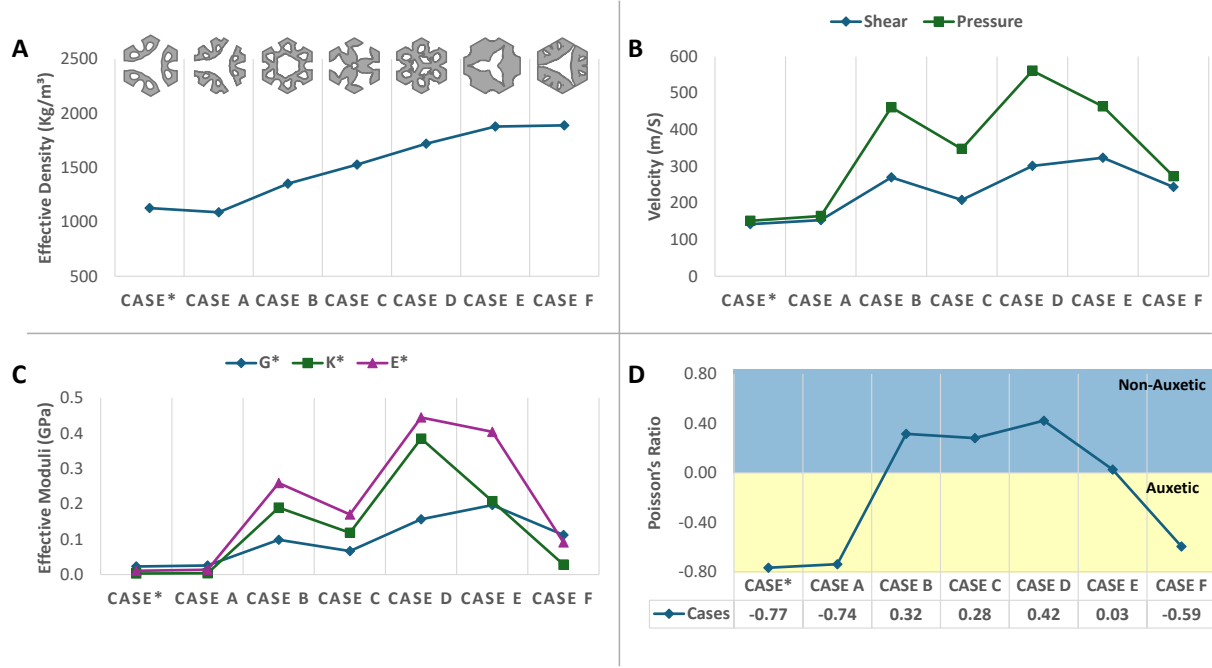 A
Effective Density (Kg/m³)
2500
2000
1500
1000
500
CASE* CASE A CASE B CASE C CASE D CASE E CASE F
B
Shear Pressure
Velocity (m/S)
600
500
400
300
200
100
0
CASE* CASE A CASE B CASE C CASE D CASE E CASE F
C
G* K* E*
Effective Moduli (GPa)
0.5
0.4
0.3
0.2
0.1
0.0
CASE* CASE A CASE B CASE C CASE D CASE E CASE F
D
Poisson's Ratio
0.80
0.40
0.00
-0.40
-0.80
Non-Auxetic
Auxetic
CASE* CASE A CASE B CASE C CASE D CASE E CASE F
Cases -0.77 -0.74 0.32 0.28 0.42 0.03 -0.59